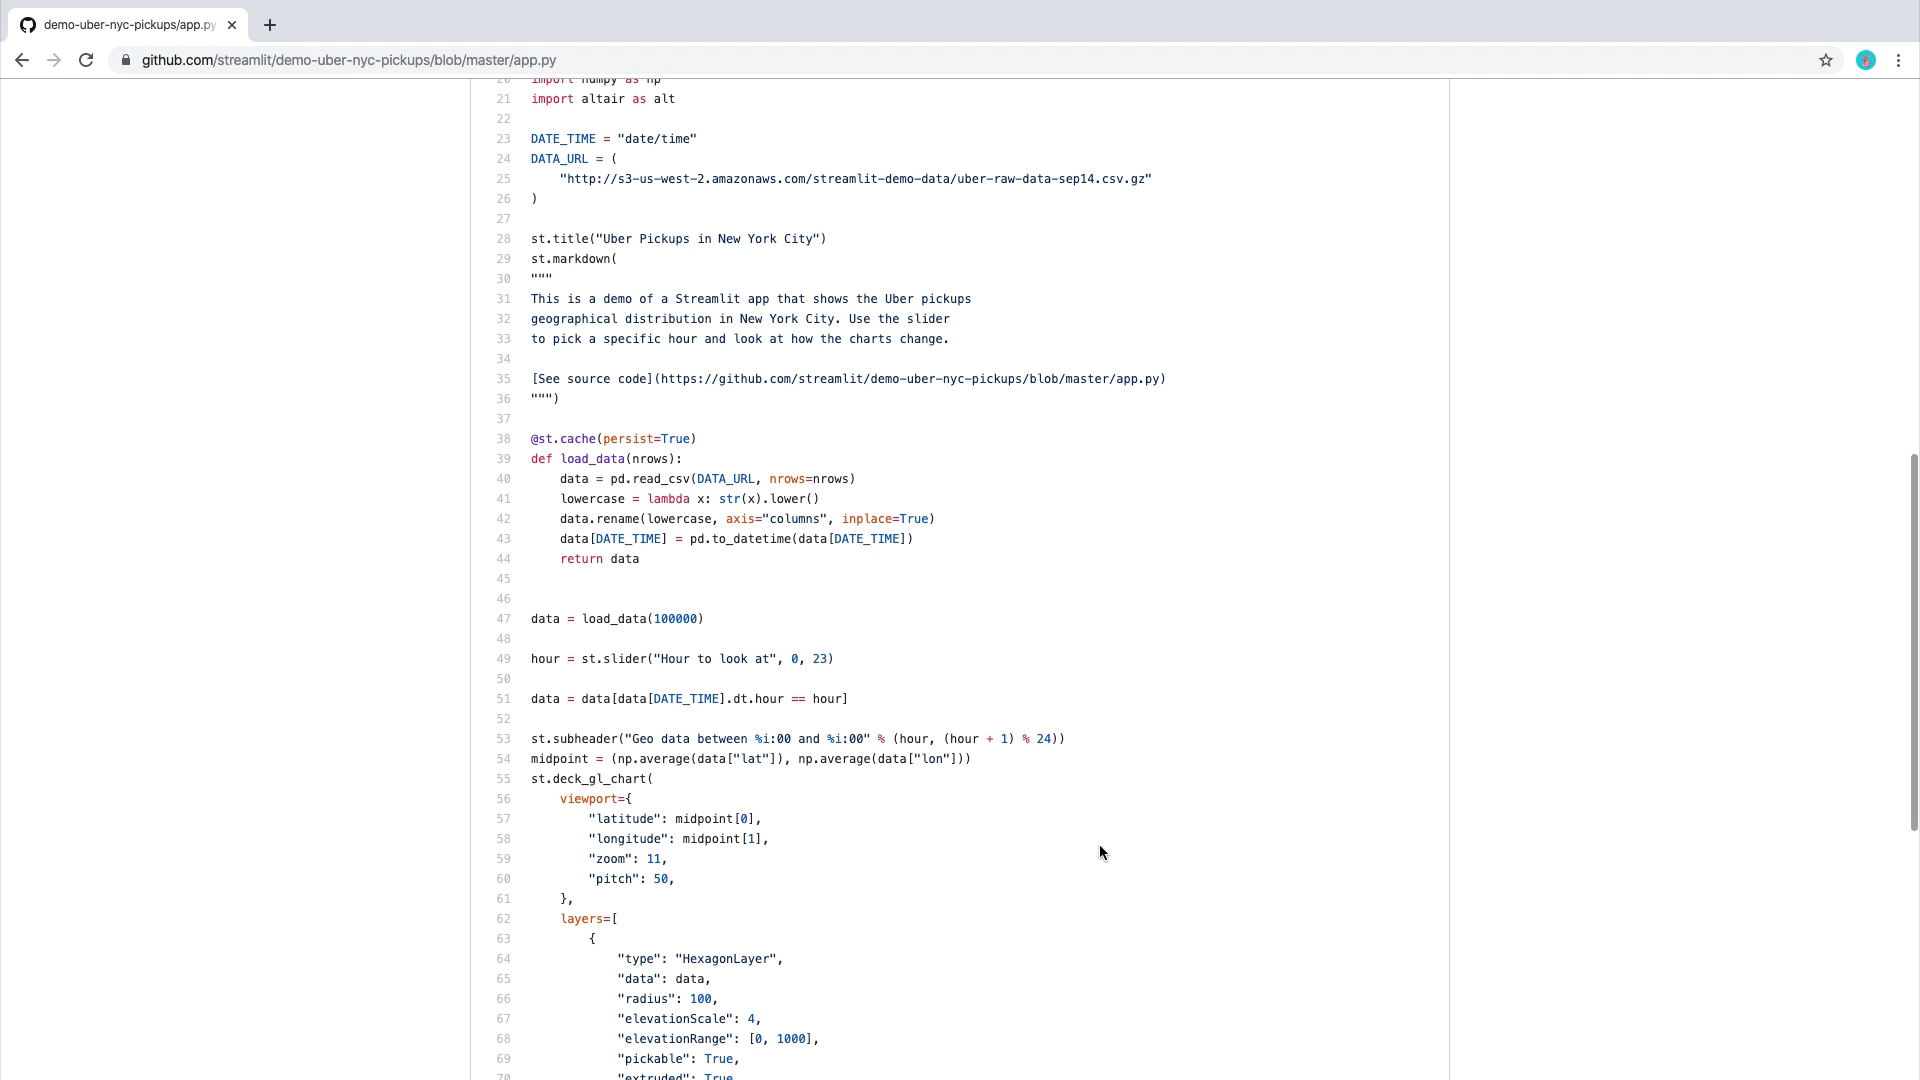 demo-uber-nyc-pickups/app.py
github.com/streamlit/demo-uber-nyc-pickups/blob/master/app.py
20 import numpy as np
21 import altair as alt
22
23 DATE_TIME = "date/time"
24 DATA_URL = (
25     "http://s3-us-west-2.amazonaws.com/streamlit-demo-data/uber-raw-data-sep14.csv.gz"
26 )
27
28 st.title("Uber Pickups in New York City")
29 st.markdown(
30 """
31 This is a demo of a Streamlit app that shows the Uber pickups
32 geographical distribution in New York City. Use the slider
33 to pick a specific hour and look at how the charts change.
34
35 [See source code](https://github.com/streamlit/demo-uber-nyc-pickups/blob/master/app.py)
36 """)
37
38 @st.cache(persist=True)
39 def load_data(nrows):
40     data = pd.read_csv(DATA_URL, nrows=nrows)
41     lowercase = lambda x: str(x).lower()
42     data.rename(lowercase, axis="columns", inplace=True)
43     data[DATE_TIME] = pd.to_datetime(data[DATE_TIME])
44     return data
45
46
47 data = load_data(100000)
48
49 hour = st.slider("Hour to look at", 0, 23)
50
51 data = data[data[DATE_TIME].dt.hour == hour]
52
53 st.subheader("Geo data between %i:00 and %i:00" % (hour, (hour + 1) % 24))
54 midpoint = (np.average(data["lat"]), np.average(data["lon"]))
55 st.deck_gl_chart(
56     viewport={
57         "latitude": midpoint[0],
58         "longitude": midpoint[1],
59         "zoom": 11,
60         "pitch": 50,
61     },
62     layers=[
63         {
64             "type": "HexagonLayer",
65             "data": data,
66             "radius": 100,
67             "elevationScale": 4,
68             "elevationRange": [0, 1000],
69             "pickable": True,
70             "extruded": True